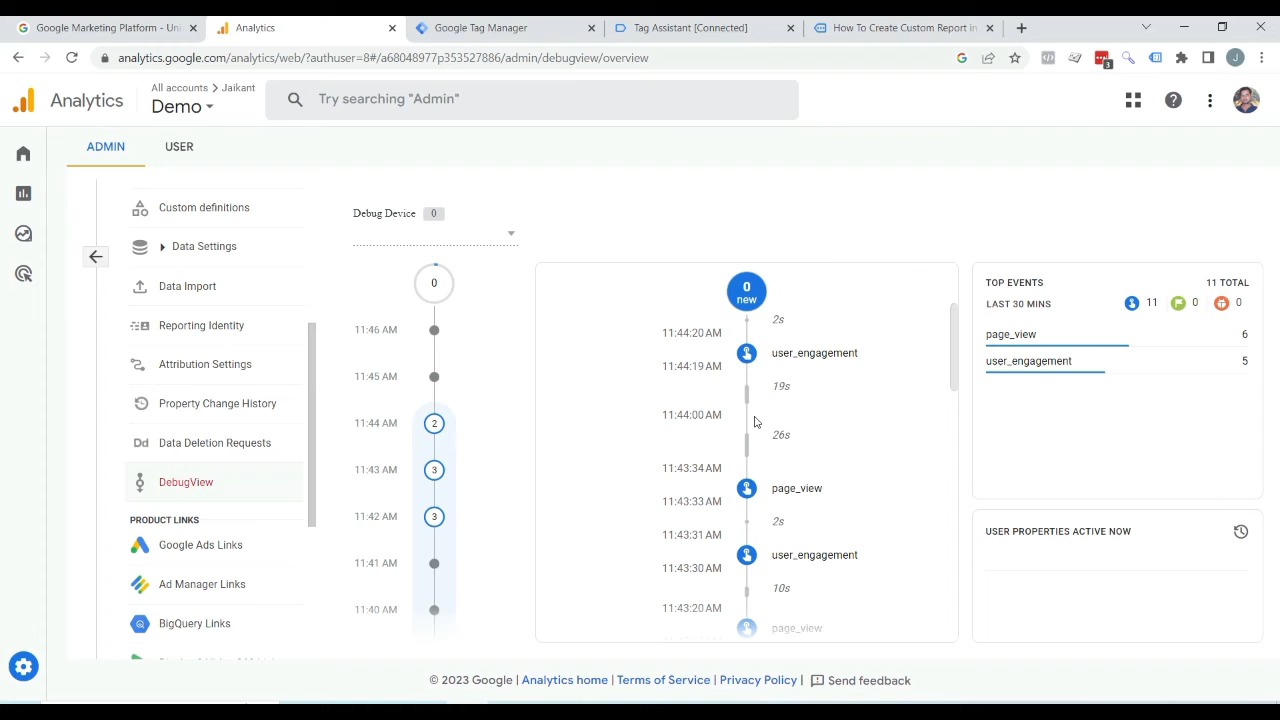 Google Marketing Platform - Uni
Analytics
Google Tag Manager
Tag Assistant [Connected]
How To Create Custom Report in
analytics.google.com/analytics/web/?authuser=8#/a69048977p352523786/admin/debugview/overview
3
J
Analytics
All accounts > Jaikant
Demo
Try searching "Admin"
ADMIN
USER
Custom definitions
Data Settings
Data Import
Reporting Identity
Attribution Settings
Property Change History
Dd Data Deletion Requests
DebugView
PRODUCT LINKS
Google Ads Links
Ad Manager Links
BigQuery Links
Debug Device 0
0
11:46 AM
11:45 AM
11:44 AM 2
11:43 AM 3
11:42 AM 3
11:41 AM
11:40 AM
0
new
2s
11:44:20 AM
user_engagement
11:44:19 AM
19s
11:44:00 AM
26s
11:43:34 AM
page_view
11:43:33 AM
2s
11:43:31 AM
user_engagement
11:43:30 AM
10s
11:43:20 AM
page_view
TOP EVENTS 11 TOTAL
LAST 30 MINS 11 0 0
page_view 6
user_engagement 5
USER PROPERTIES ACTIVE NOW
© 2023 Google | Analytics home | Terms of Service | Privacy Policy | Send feedback